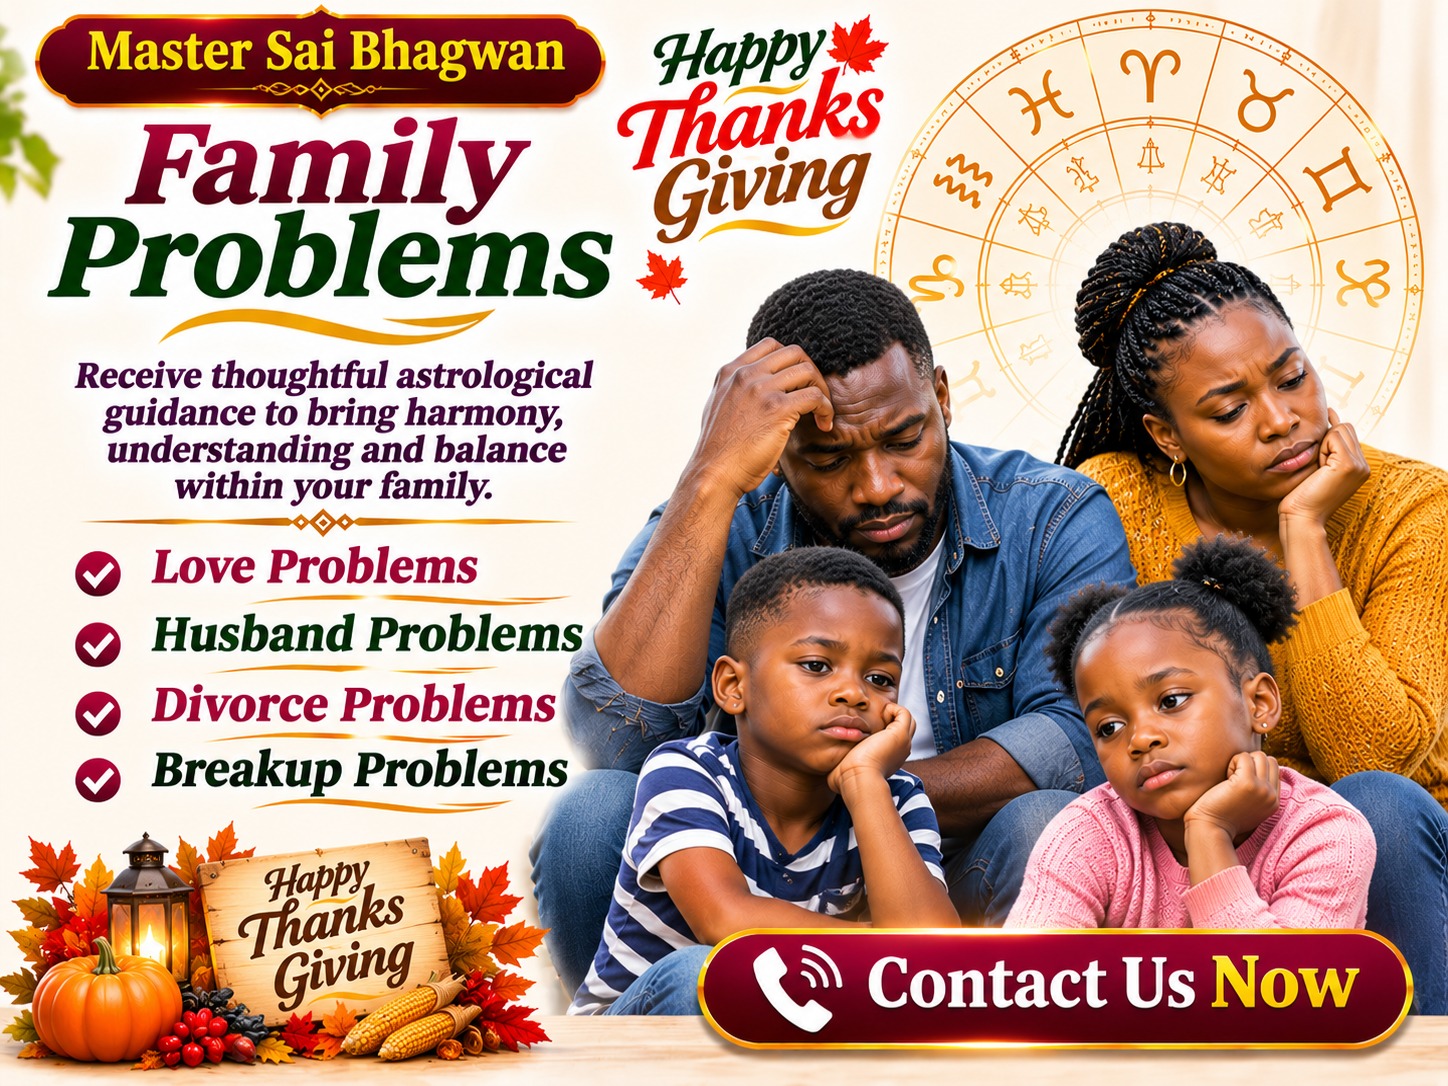 Master Sai Bhagwan
Family
Problems
Receive thoughtful astrological
guidance to bring harmony,
understanding and balance
within your family.
Love Problems
Husband Problems
Divorce Problems
Breakup Problems
Happy
Thanks
Giving
Happy
Thanks
Giving
Contact Us Now